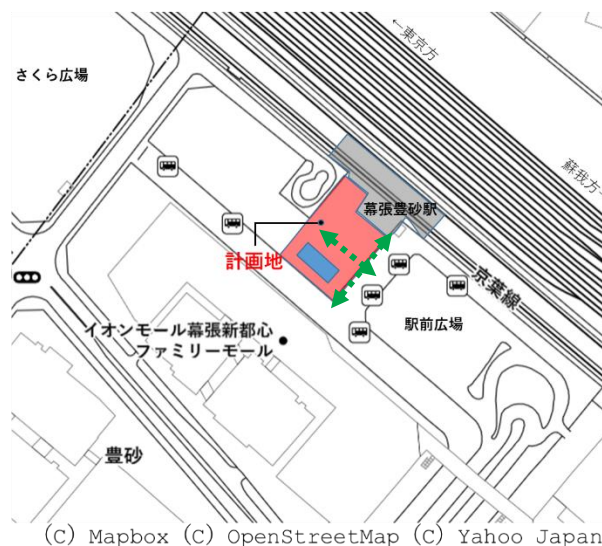 ←東京方
さくら広場
蘇我方→
幕張豊砂駅
計画地
京葉線
駅前広場
イオンモール幕張新都心
ファミリーモール
豊砂
(C) Mapbox (C) OpenStreetMap (C) Yahoo Japan